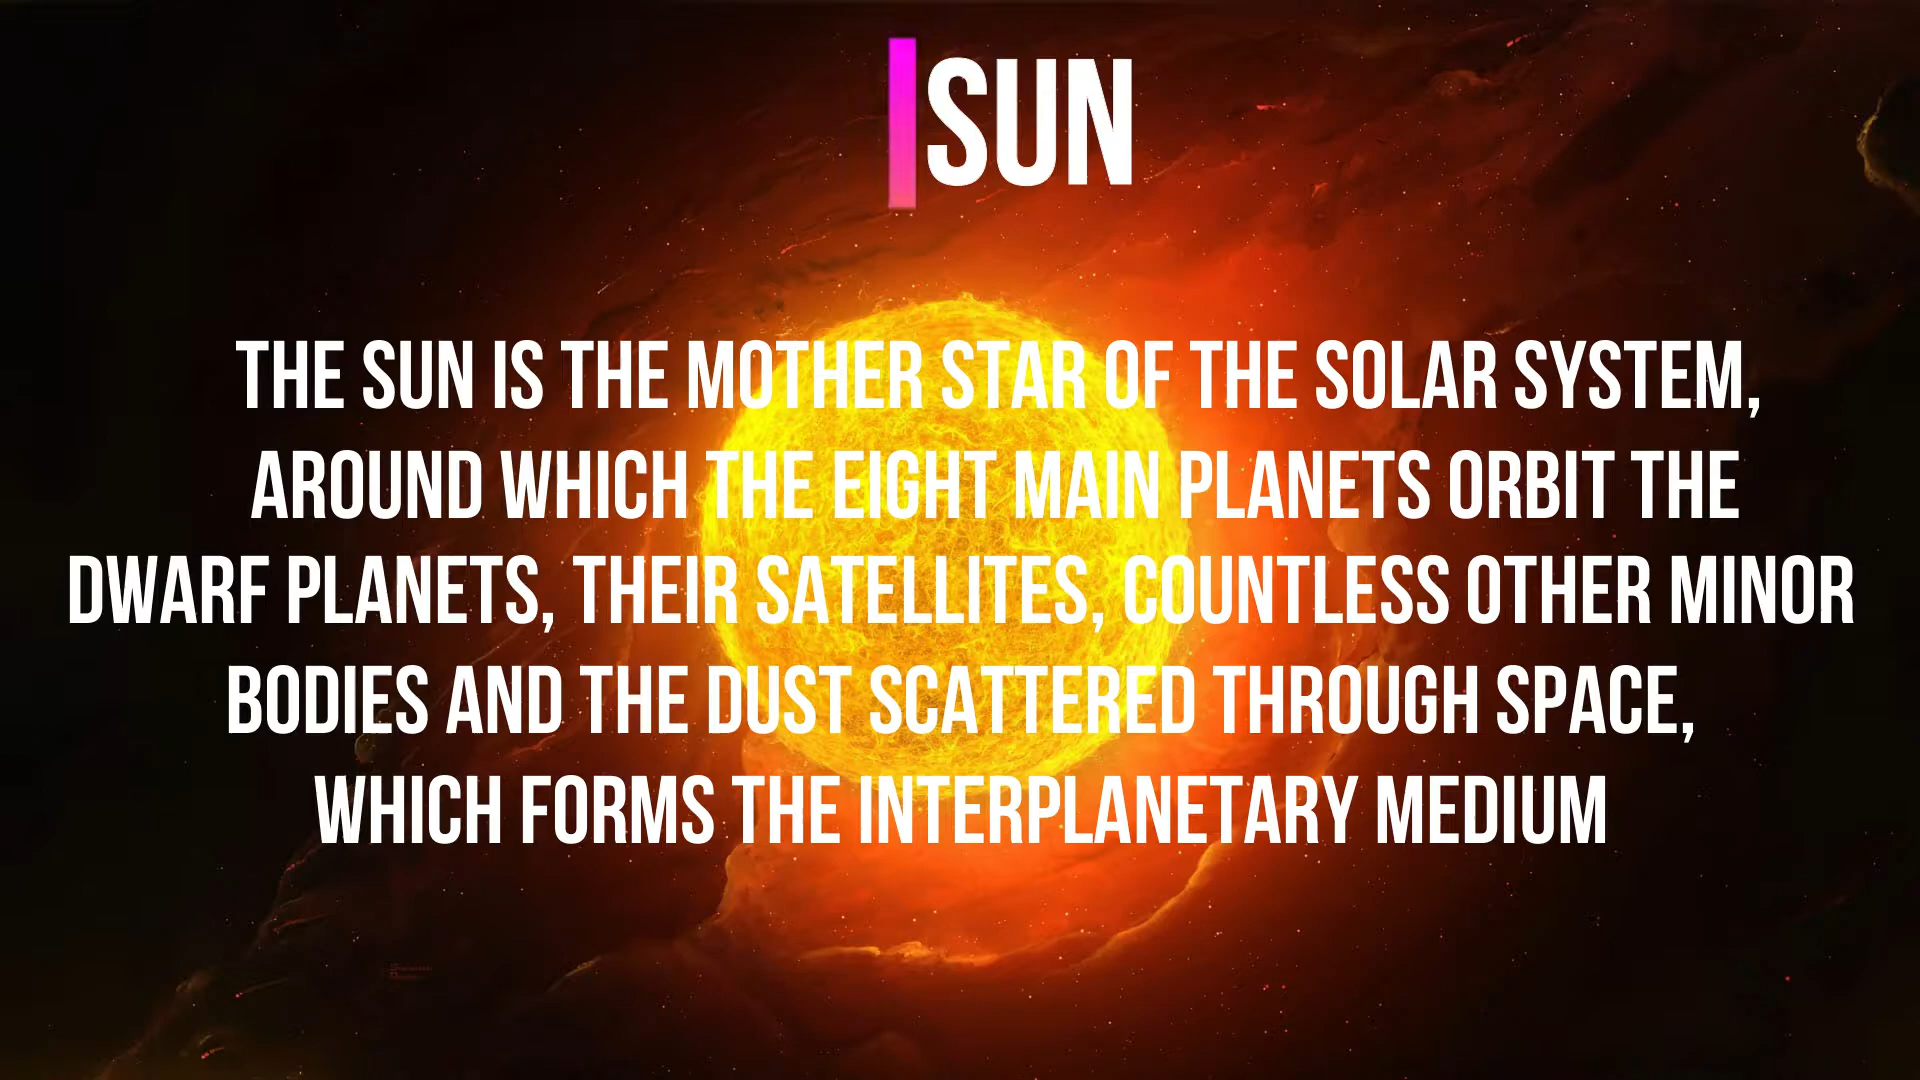 SUN
THE SUN IS THE MOTHER STAR OF THE SOLAR SYSTEM,
AROUND WHICH THE EIGHT MAIN PLANETS ORBIT THE
DWARF PLANETS, THEIR SATELLITES, COUNTLESS OTHER MINOR
BODIES AND THE DUST SCATTERED THROUGH SPACE,
WHICH FORMS THE INTERPLANETARY MEDIUM